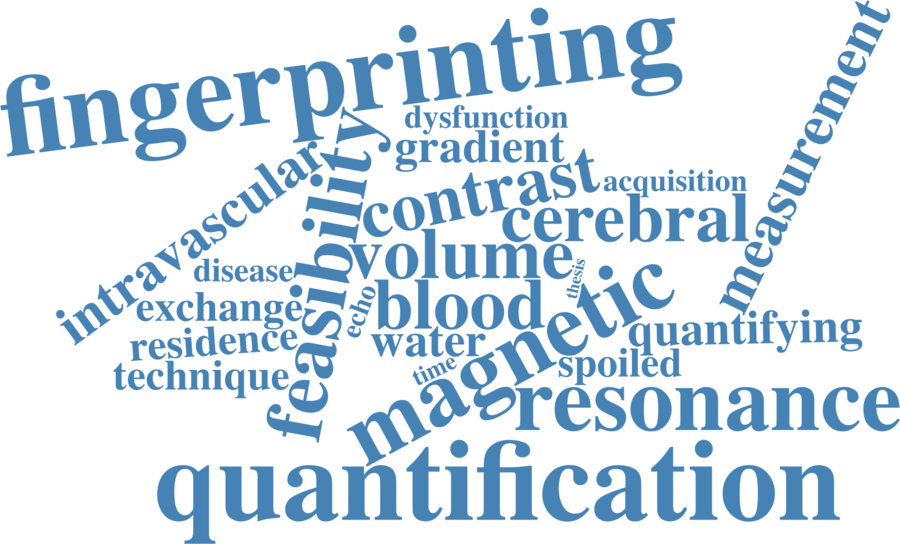 fingerprinting
measurement
dysfunction
gradient
feasibility
intravascular
contrast
acquisition
cerebral
volume
disease
thesis
exchange
echo
blood
magnetic
residence
water
quantifying
technique
time
spoiled
resonance
quantification